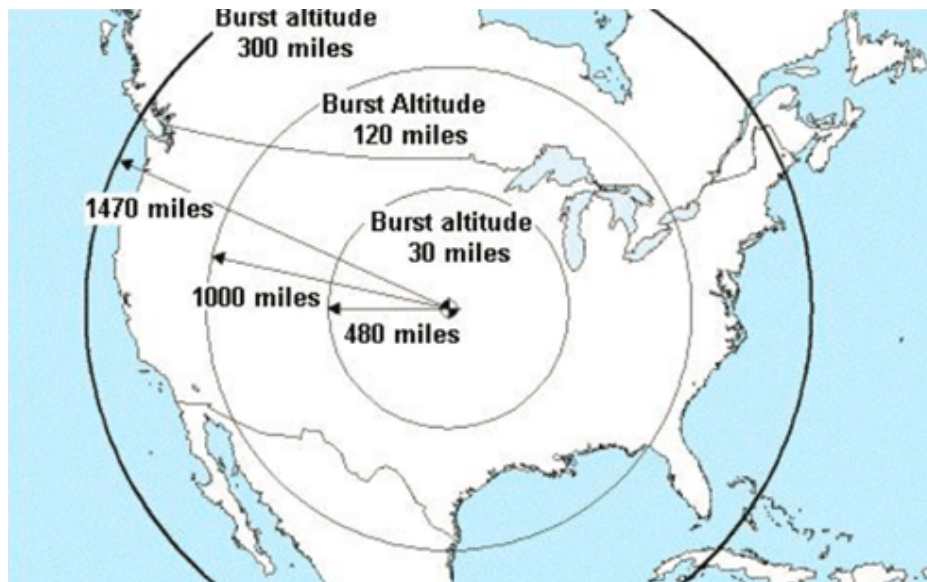 Burst altitude
300 miles
Burst Altitude
120 miles
1470 miles
Burst altitude
30 miles
1000 miles
480 miles